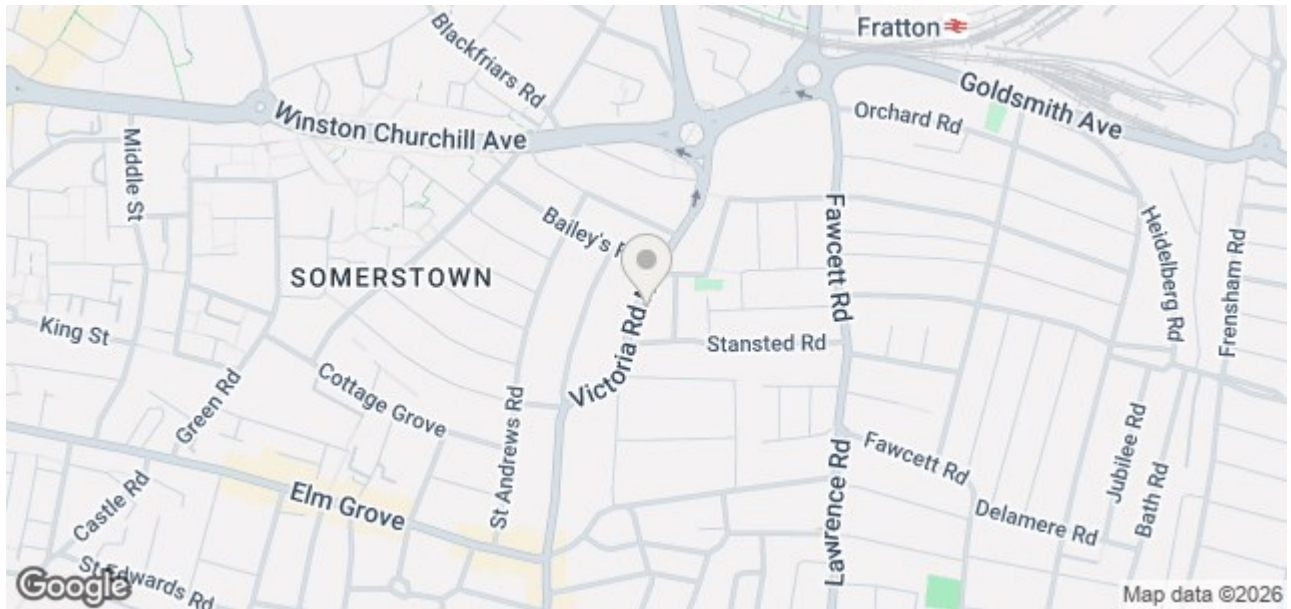 Fratton
Blackfriars Rd
Goldsmith Ave
Orchard Rd
Winston Churchill Ave
Middle St
Bailey's
Fawcett Rd
Heidelberg Rd
Frensham Rd
SOMERSTOWN
King St
Victoria Rd
Stansted Rd
Cottage Grove
Green Rd
St Andrews Rd
Jubilee Rd
Bath Rd
Fawcett Rd
Lawrence Rd
Castle Rd
Elm Grove
Delamere Rd
St Edwards Rd
Google
Map data ©2026